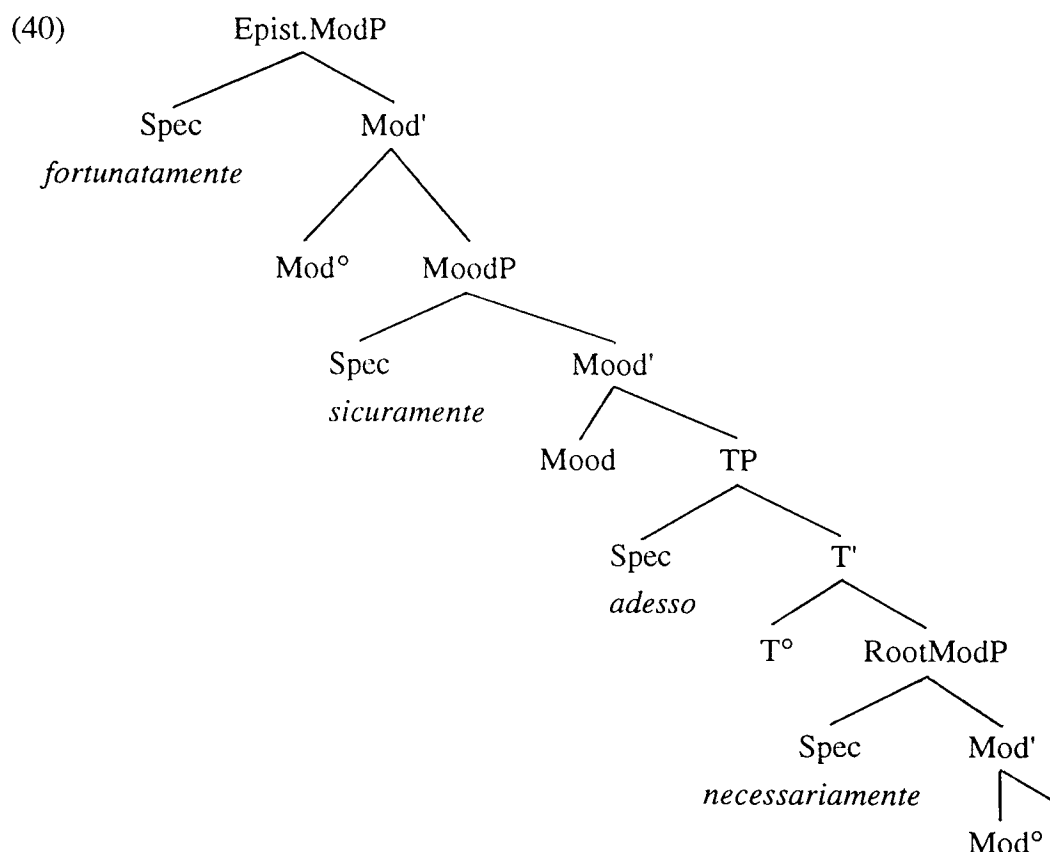 (40) Epist.ModP
Spec Mod'
fortunatamente
Mod° MoodP
Spec Mood'
sicuramente
Mood TP
Spec T'
adesso
T° RootModP
Spec Mod'
necessariamente
Mod°